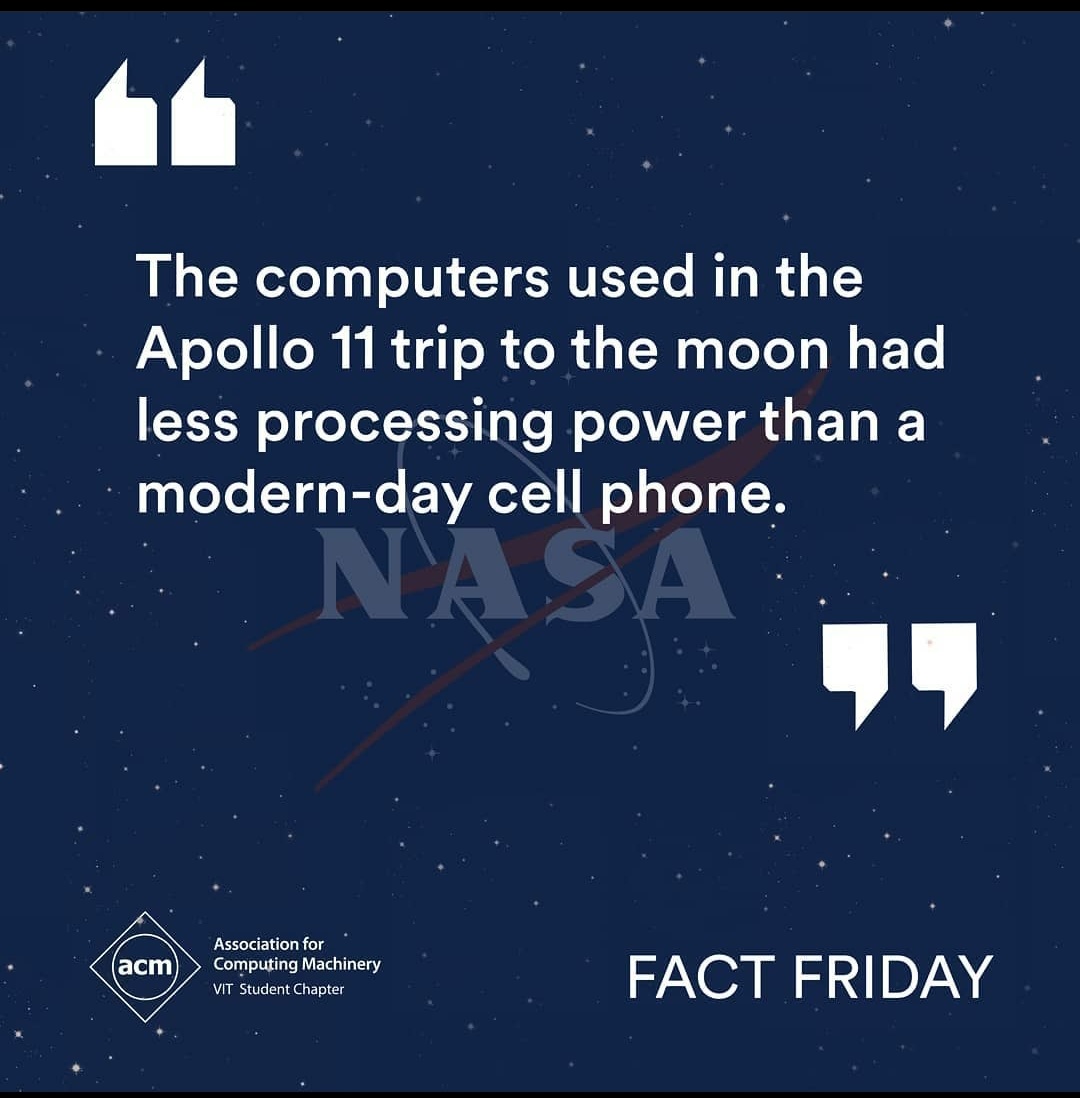 The computers used in the
Apollo 11 trip to the moon had
less processing power than a
modern-day cell phone.
NASA
acm
Association for
Computing Machinery
VIT Student Chapter
FACT FRIDAY